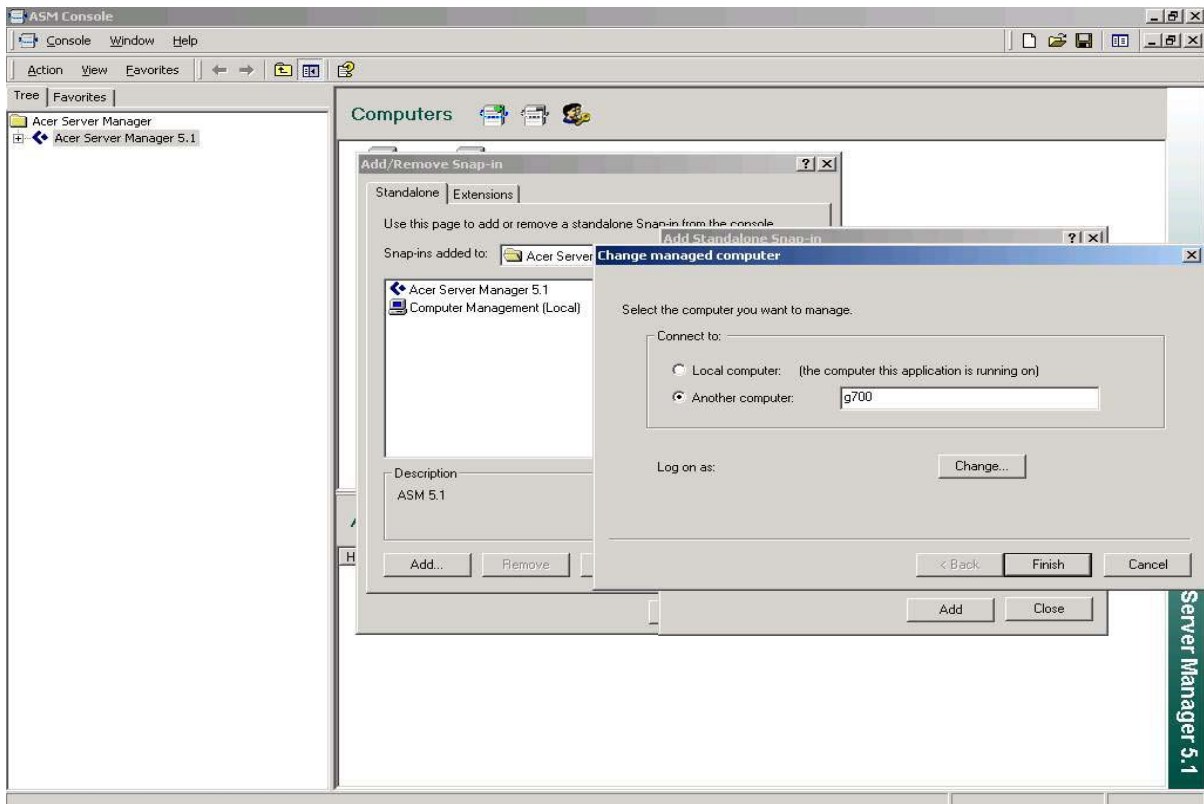 ASM Console
Console Window Help
Action View Favorites
Tree Favorites
Acer Server Manager
Acer Server Manager 5.1
Computers
Add/Remove Snap-in
Standalone Extensions
Use this page to add or remove a standalone Snap-in from the console.
Snap-ins added to: Acer Server
Acer Server Manager 5.1
Computer Management (Local)
Description
ASM 5.1
Add... Remove
Add Standalone Snap-in
Change managed computer
Select the computer you want to manage.
Connect to:
Local computer: (the computer this application is running on)
Another computer: g700
Log on as: Change...
< Back Finish Cancel
Add Close
Server Manager 5.1